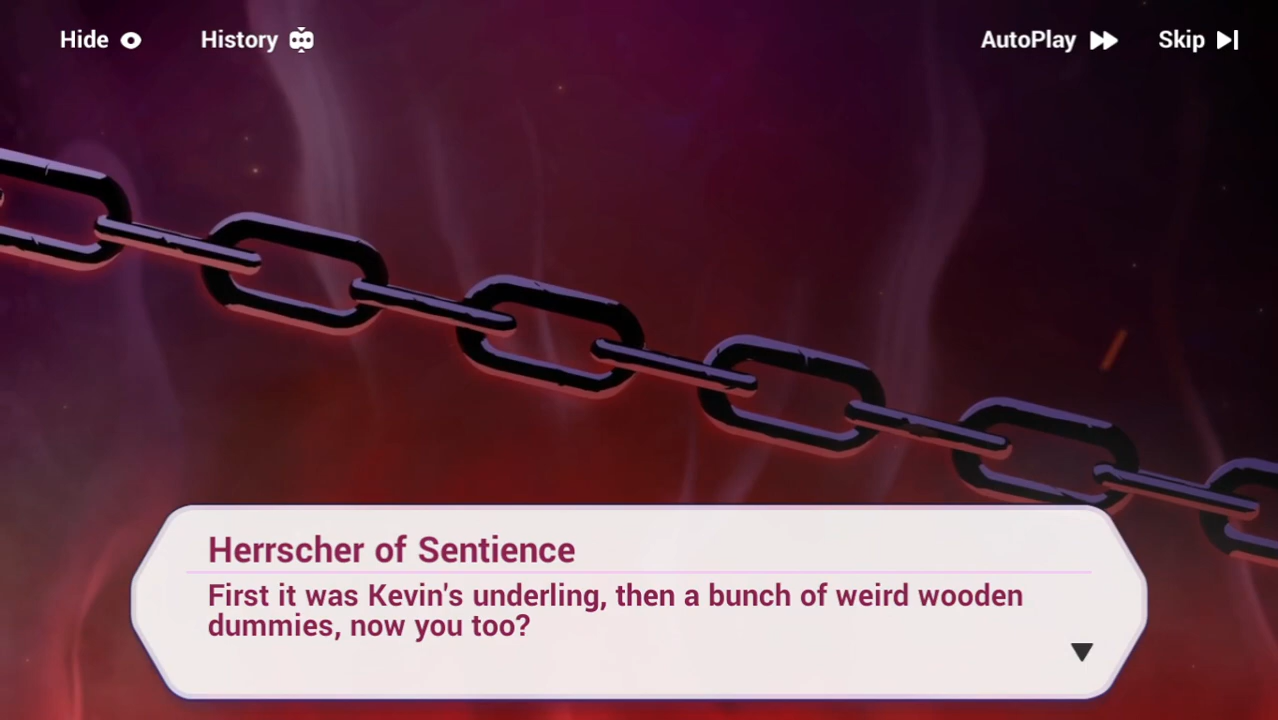 Hide
History
AutoPlay
Skip
Herrscher of Sentience
First it was Kevin's underling, then a bunch of weird wooden
dummies, now you too?